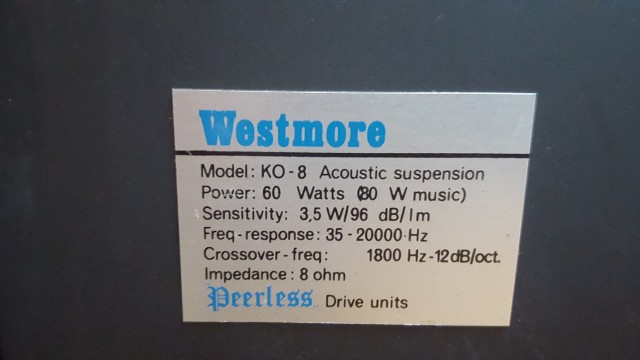 Westmore
Model: KO-8 Acoustic suspension
Power: 60 Watts (80 W music)
Sensitivity: 3,5 W/96 dB/1m
Freq-response: 35-20000 Hz
Crossover-freq: 1800 Hz-12dB/oct.
Impedance: 8 ohm
Peerless Drive units